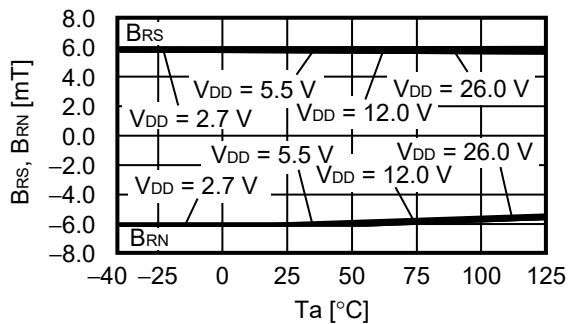 8.0
BRS
6.0
4.0
VDD = 5.5 V
VDD = 26.0 V
2.0
VDD = 2.7 V
VDD = 12.0 V
0.0
VDD = 5.5 V
VDD = 26.0 V
−2.0
VDD = 2.7 V
VDD = 12.0 V
−4.0
−6.0
BRN
−8.0
BRS, BRN [mT]
−40 −25 0 25 50 75 100 125
Ta [°C]